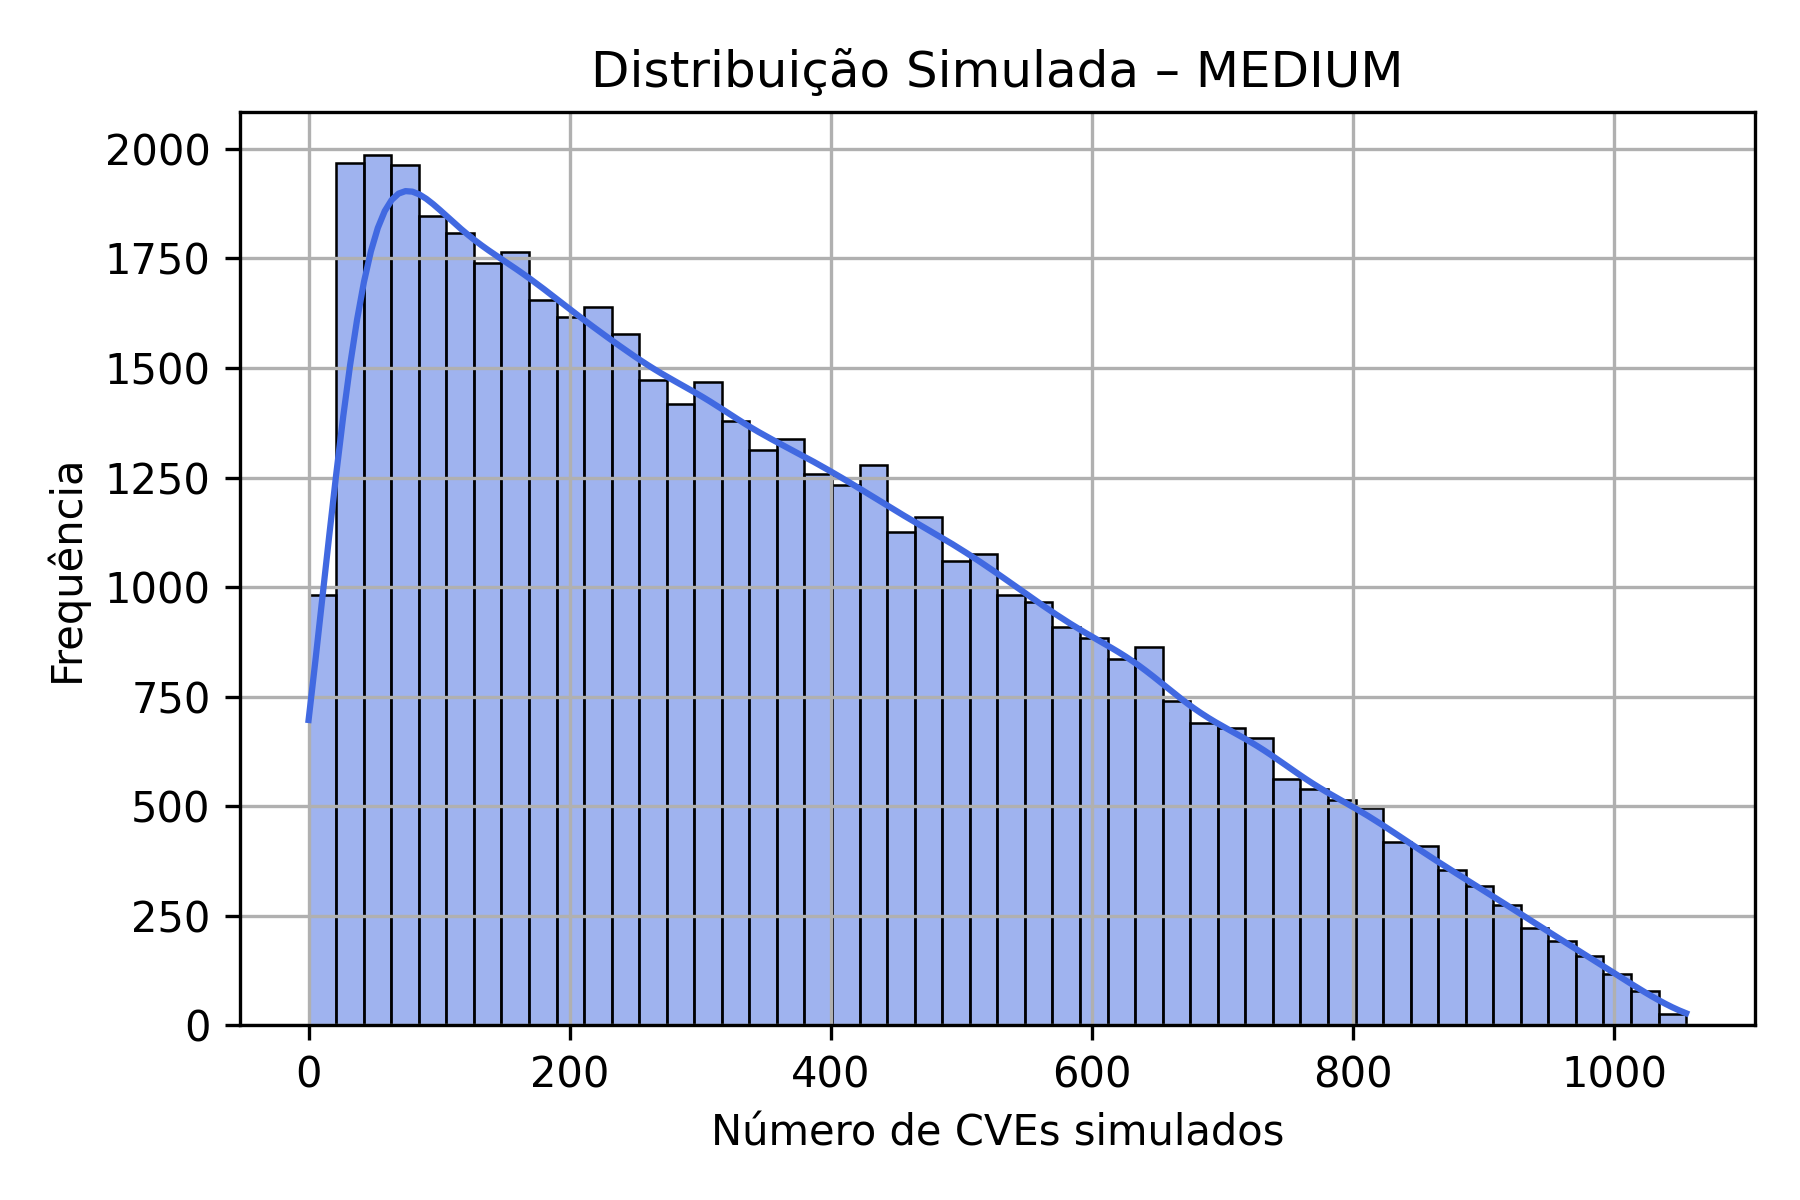 Distribuição Simulada – MEDIUM
Frequência
2000
1750
1500
1250
1000
750
500
250
0
0 200 400 600 800 1000
Número de CVEs simulados